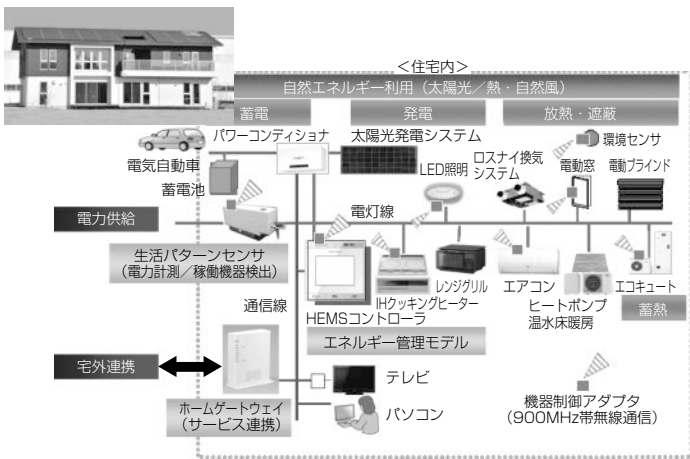 ＜住宅内＞
自然エネルギー利用（太陽光／熱・自然風）
蓄電
発電
放熱・遮蔽
パワーコンディショナ
太陽光発電システム
環境センサ
電気自動車
LED照明
ロスナイ換気
システム
電動窓
電動ブラインド
蓄電池
電力供給
電灯線
生活パターンセンサ
（電力計測／稼働機器検出）
レンジグリル
エアコン
エコキュート
IHクッキングヒーター
ヒートポンプ
温水床暖房
蓄熱
通信線
HEMSコントローラ
エネルギー管理モデル
宅外連携
テレビ
ホームゲートウェイ
（サービス連携）
パソコン
機器制御アダプタ
（900MHz帯無線通信）